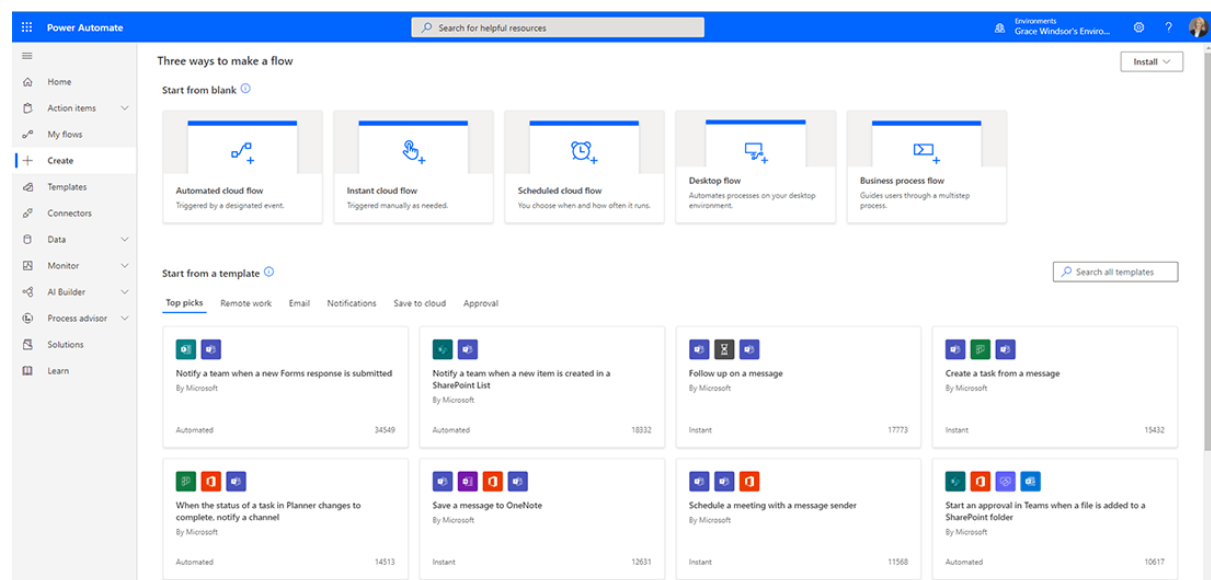 Power Automate
Search for helpful resources
Environments
Grace Windsor's Enviro...
?
Home
Action items
My flows
Create
Templates
Connectors
Data
Monitor
AI Builder
Process advisor
Solutions
Learn
Three ways to make a flow
Install
Start from blank
Automated cloud flow
Triggered by a designated event.
Instant cloud flow
Triggered manually as needed.
Scheduled cloud flow
You choose when and how often it runs.
Desktop flow
Automates processes on your desktop
environment.
Business process flow
Guides users through a multistep
process.
Start from a template
Search all templates
Top picks Remote work Email Notifications Save to cloud Approval
Notify a team when a new Forms response is submitted
By Microsoft
Automated 34549
Notify a team when a new item is created in a
SharePoint List
By Microsoft
Automated 18332
Follow up on a message
By Microsoft
Instant 17773
Create a task from a message
By Microsoft
Instant 15432
When the status of a task in Planner changes to
complete, notify a channel
By Microsoft
Automated 14513
Save a message to OneNote
By Microsoft
Instant 12631
Schedule a meeting with a message sender
By Microsoft
Instant 11568
Start an approval in Teams when a file is added to a
SharePoint folder
By Microsoft
Automated 10617